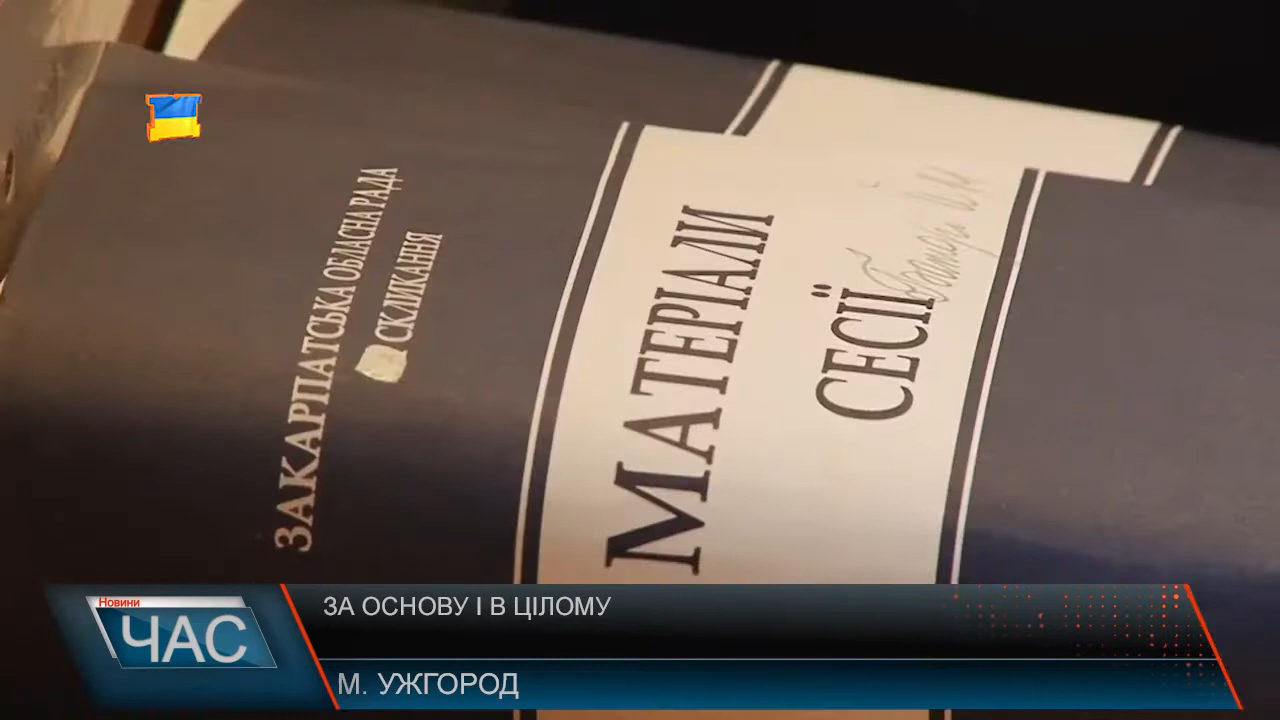 ЗАКАРПАТСЬКА ОБЛАСНА РАДА
СКЛИКАННЯ
МАТЕРІАЛИ
СЕСІЇ
Новини
ЧАС
ЗА ОСНОВУ І В ЦІЛОМУ
М. УЖГОРОД